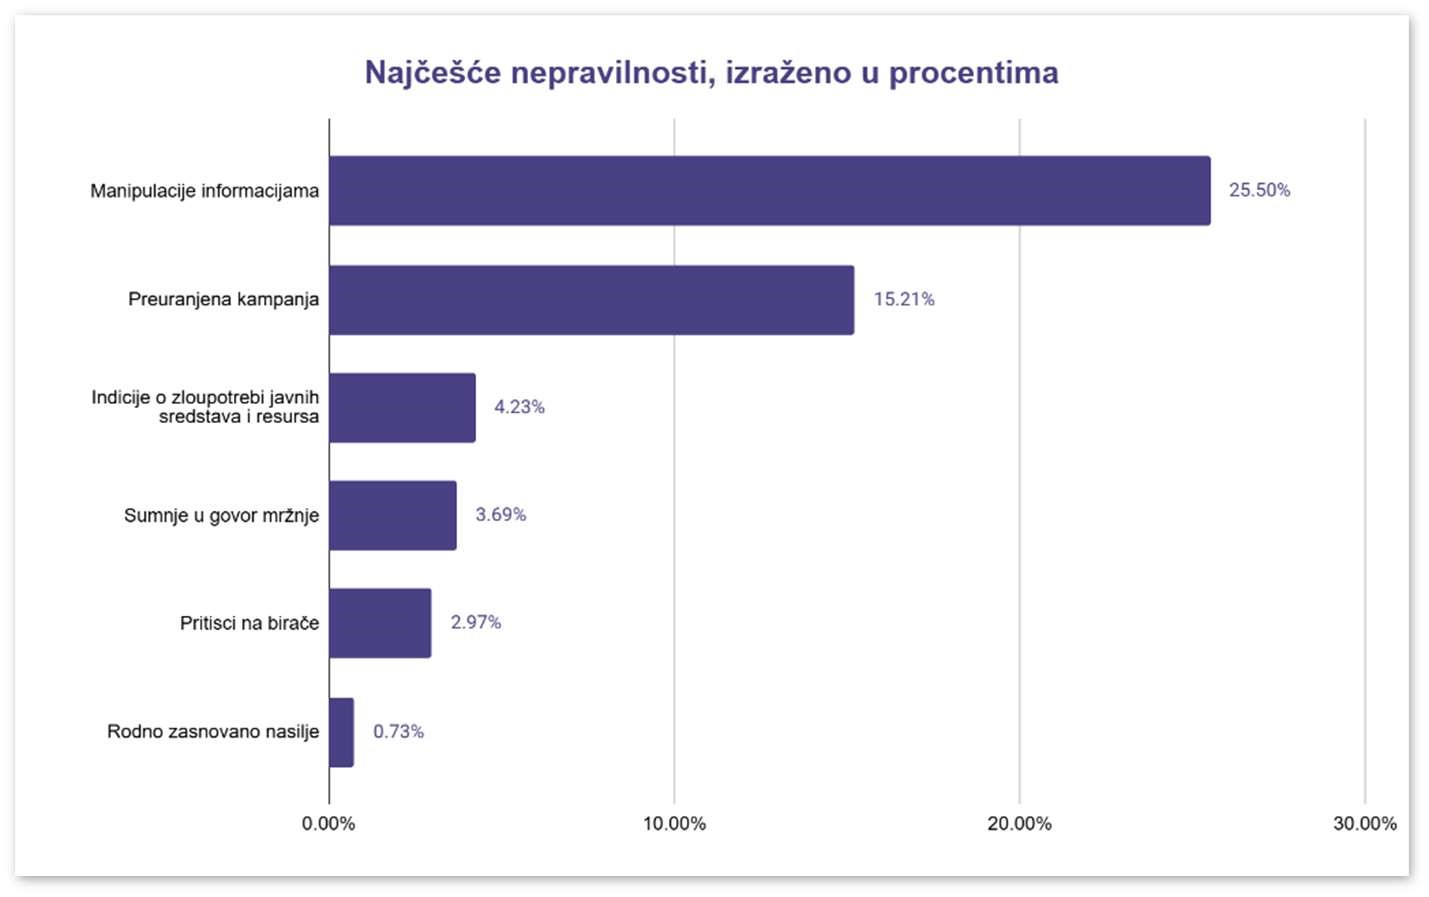 Najčešće nepravilnosti, izraženo u procentima
Manipulacije informacijama
25.50%
Preuranjena kampanja
15.21%
Indicije o zloupotrebi javnih
sredstava i resursa
4.23%
Sumnje u govor mržnje
3.69%
Pritisci na birače
2.97%
Rodno zasnovano nasilje
0.73%
0.00%
10.00%
20.00%
30.00%